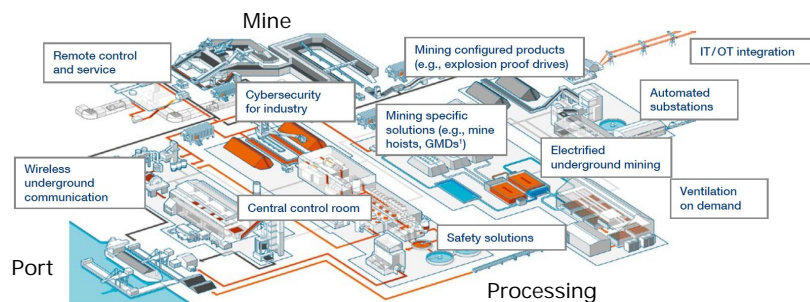 Mine
Remote control
and service
Mining configured products
(e.g., explosion proof drives)
IT/OT integration
Cybersecurity
for industry
Automated
substations
Mining specific
solutions (e.g., mine
hoists, GMDs¹)
Electrified
underground mining
Wireless
underground
communication
Central control room
Ventilation
on demand
Safety solutions
Port
Processing